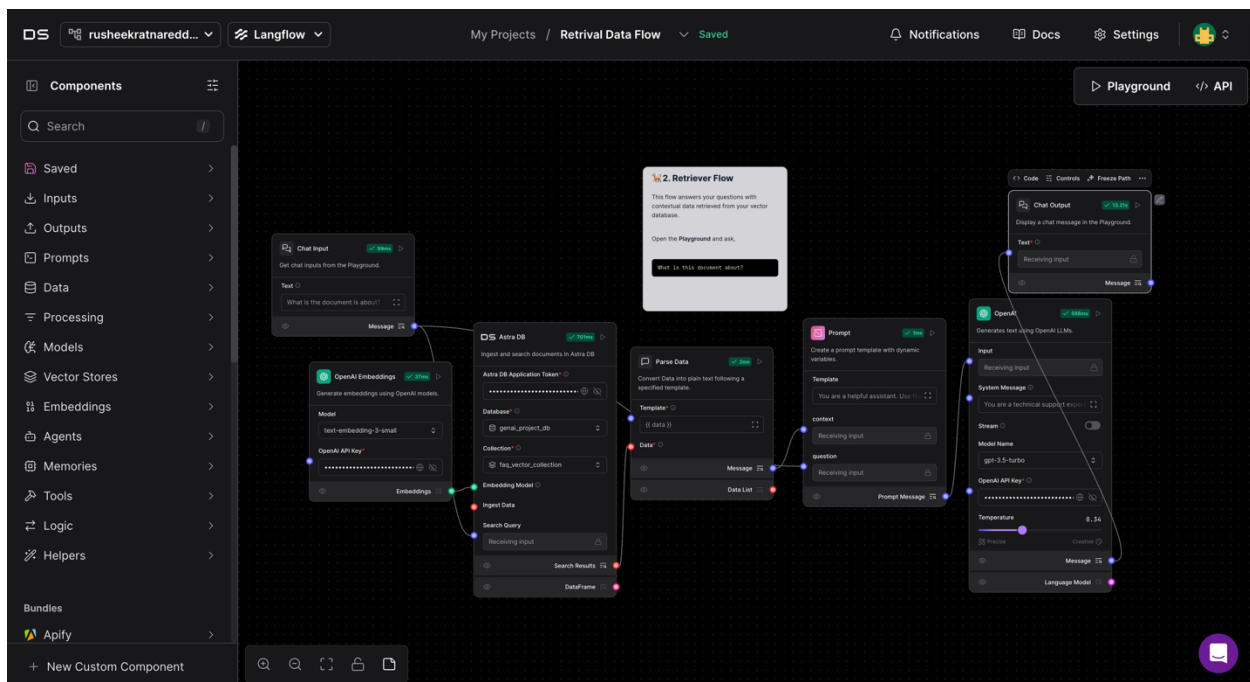 DS
rusheekratnaredd...
Langflow
My Projects / Retrival Data Flow
Saved
Notifications
Docs
Settings
Components
Search
/
Saved
Inputs
Outputs
Prompts
Data
Processing
Models
Vector Stores
Embeddings
Agents
Memories
Tools
Logic
Helpers
Bundles
Apify
New Custom Component
Playground
API
Chat Input
Get chat inputs from the Playground.
Text
What is the document is about?
Message
OpenAI Embeddings
37ms
Generate embeddings using OpenAI models.
Model
text-embedding-3-small
OpenAI API Key*
Embeddings
DS Astra DB
701ms
Ingest and search documents in Astra DB
Astra DB Application Token*
Database*
genai_project_db
Collection*
faq_vector_collection
Embedding Model
Ingest Data
Search Query
Receiving input
Search Results
DataFrame
2. Retriever Flow
This flow answers your questions with
contextual data retrieved from your vector
database.
Open the Playground and ask,
What is this document about?
Parse Data
2ms
Convert Data into plain text following a
specified template.
Template*
{{ data }}
Data*
Message
Data List
Prompt
1ms
Create a prompt template with dynamic
variables.
Template
You are a helpful assistant. Use
context
Receiving input
question
Receiving input
Prompt Message
Code
Controls
Freeze Path
Chat Output
Display a chat message in the Playground.
Text*
Receiving input
Message
OpenAI
Generates text using OpenAI LLMs.
Input
Receiving input
System Message
You are a technical support
Stream
Model Name
gpt-3.5-turbo
OpenAI API Key*
Temperature
0.34
Precise
Creative
Message
Language Model